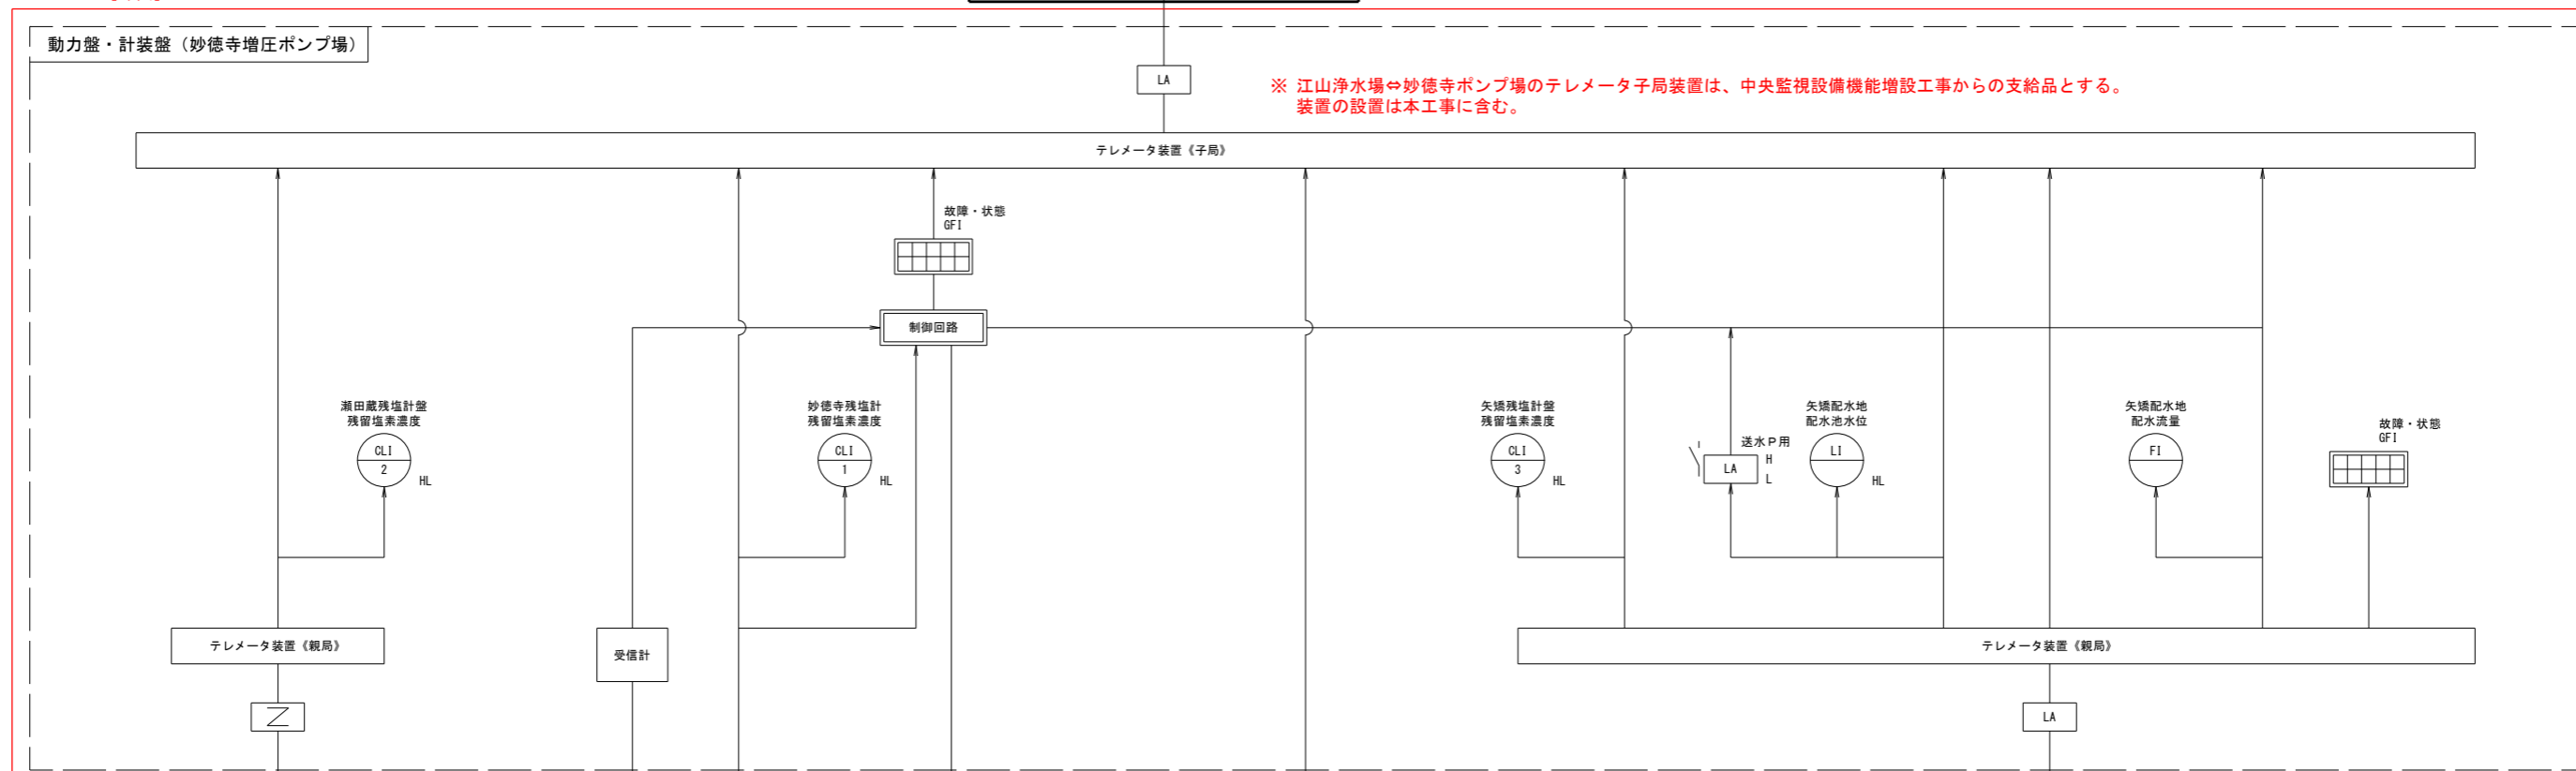 動力盤・計装盤（妙徳寺増圧ポンプ場）
LA
※ 江山浄水場⇔妙徳寺ポンプ場のテレメータ子局装置は、中央監視設備機能増設工事からの支給品とする。
装置の設置は本工事に含む。
テレメータ装置《子局》
故障・状態
GFI
制御回路
瀬田蔵残塩計盤
残留塩素濃度
CLI
2
HL
妙徳寺残塩計
残留塩素濃度
CLI
1
HL
矢矯残塩計盤
残留塩素濃度
CLI
3
HL
送水P用
LA
H
L
矢矯配水地
配水池水位
LI
HL
矢矯配水地
配水流量
FI
故障・状態
GFI
テレメータ装置《親局》
受信計
テレメータ装置《親局》
LA